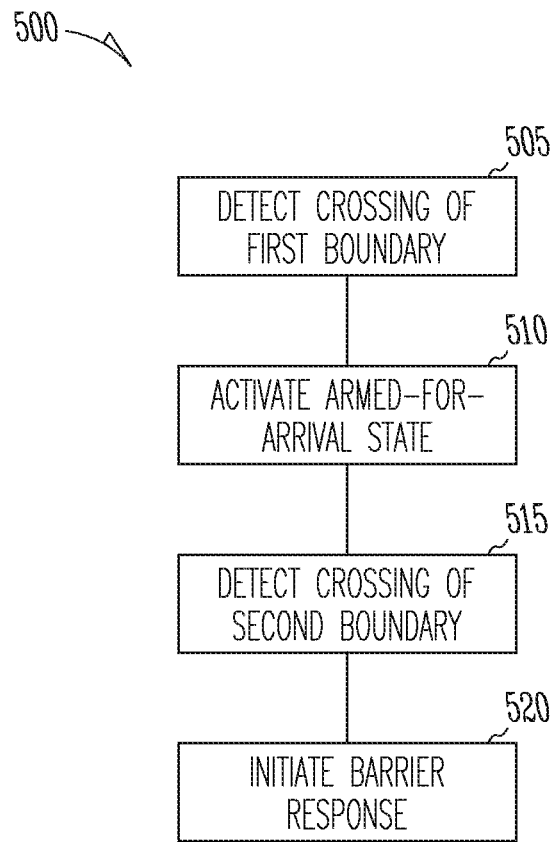 500
505
DETECT CROSSING OF
FIRST BOUNDARY
510
ACTIVATE ARMED-FOR-
ARRIVAL STATE
515
DETECT CROSSING OF
SECOND BOUNDARY
520
INITIATE BARRIER
RESPONSE